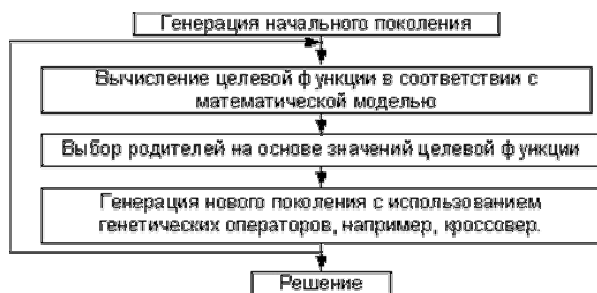 Генерация начального поколения
Вычисление целевой функции в соответствии с
математической моделью
Выбор родителей на основе значений целевой функции
Генерация нового поколения с использованием
генетических операторов, например, кроссовер.
Решение